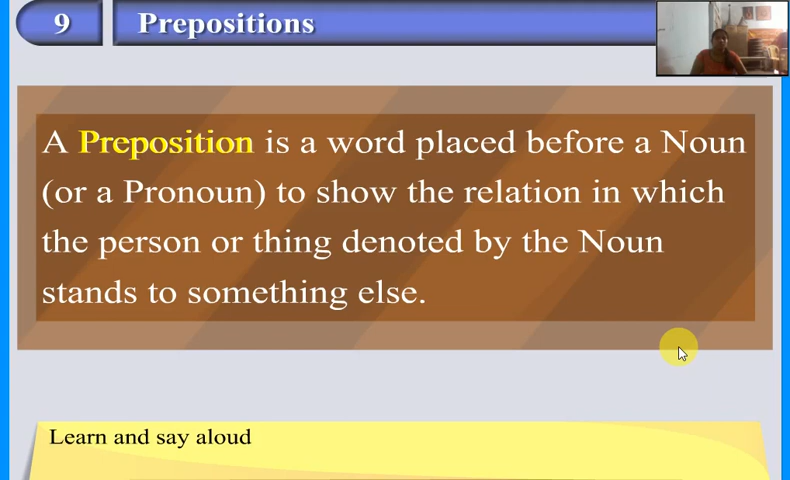 9 Prepositions
A Preposition is a word placed before a Noun
(or a Pronoun) to show the relation in which
the person or thing denoted by the Noun
stands to something else.
Learn and say aloud